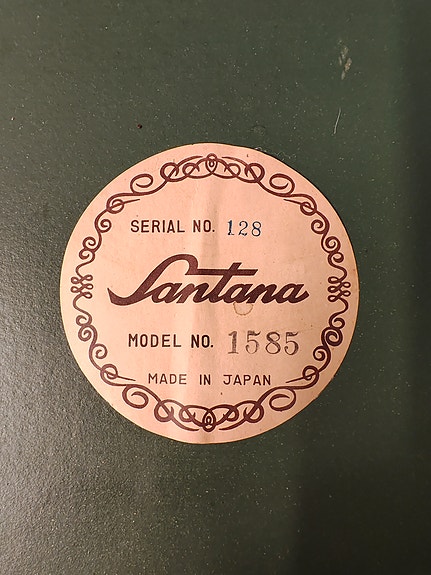 SERIAL NO. 128
Santana
MODEL NO. 1585
MADE IN JAPAN